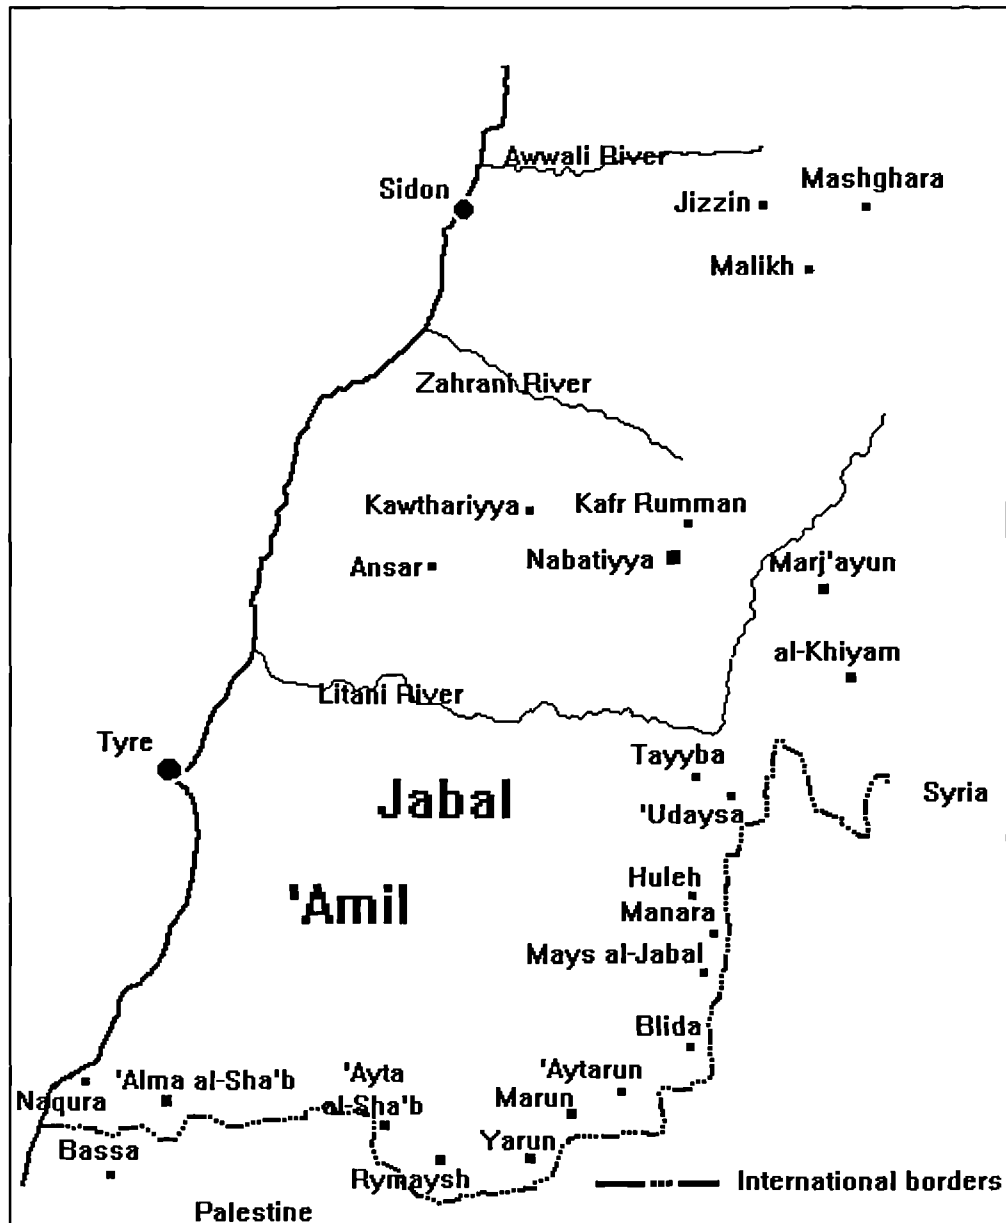 Awwali River
Mashghara
Sidon
Jizzin
Malikh
Zahrani River
Kawthariyya
Kafr Rumman
Ansar
Nabatiyya
Marj'ayun
al-Khiyam
Litani River
Tyre
Tayyba
Jabal
'Udaysa
Syria
Huleh
'Amil
Manara
Mays al-Jabal
Blida
'Alma al-Sha'b
'Ayta
al-Sha'b
'Aytarun
Naqura
Marun
Bassa
Yarun
Rymaysh
International borders
Palestine